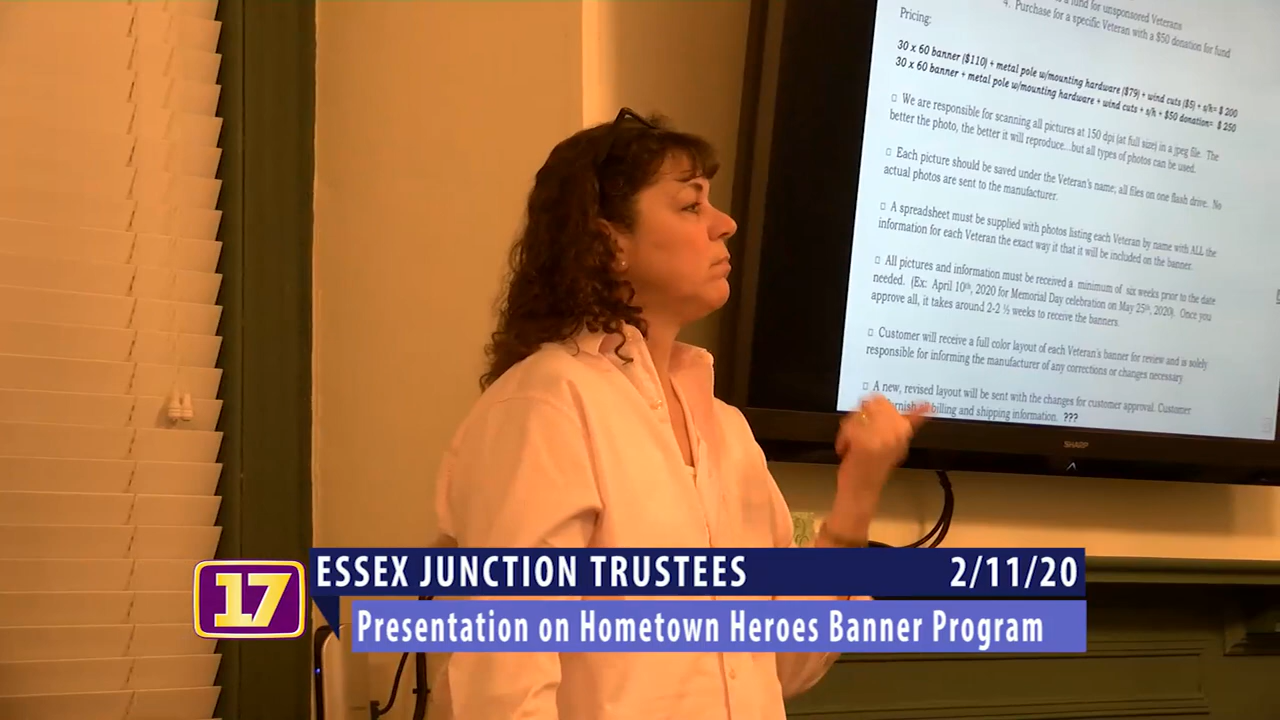 fund for unsponsored Veterans
4. Purchase for a specific Veteran with a $50 donation for fund
Pricing:
30 x 60 banner ($110) + metal pole w/mounting hardware ($79) + wind cuts ($5) + s/h= $ 200
30 x 60 banner + metal pole w/mounting hardware + wind cuts + s/h + $50 donation= $ 250
□ We are responsible for scanning all pictures at 150 dpi (at full size) in a jpeg file. The
better the photo, the better it will reproduce...but all types of photos can be used.
□ Each picture should be saved under the Veteran's name; all files on one flash drive. No
actual photos are sent to the manufacturer.
□ A spreadsheet must be supplied with photos listing each Veteran by name with ALL the
information for each Veteran the exact way it that it will be included on the banner.
□ All pictures and information must be received a minimum of six weeks prior to the date
needed. (Ex: April 10th, 2020 for Memorial Day celebration on May 25th, 2020). Once you
approve all, it takes around 2-2 ½ weeks to receive the banners.
□ Customer will receive a full color layout of each Veteran's banner for review and is solely
responsible for informing the manufacturer of any corrections or changes necessary
□ A new, revised layout will be sent with the changes for customer approval. Customer
furnish all billing and shipping information. ???
SHARP
17
ESSEX JUNCTION TRUSTEES 2/11/20
Presentation on Hometown Heroes Banner Program